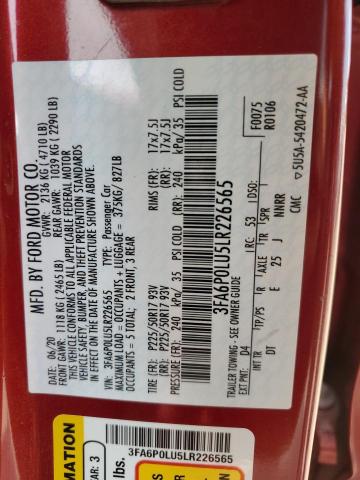 MFD. BY FORD MOTOR CO.
06/20 GVWR: 2136 KG ( 4710 LB)
FRONT GAWR: 1118 KG ( 2465 LB) REAR GAWR: 1039 KG ( 2290 LB)
THIS VEHICLE CONFORMS TO ALL APPLICABLE FEDERAL MOTOR
VEHICLE SAFETY, BUMPER, AND THEFT PREVENTION STANDARDS
IN EFFECT ON THE DATE OF MANUFACTURE SHOWN ABOVE.
VIN: 3FA6P0LU5LR226565 TYPE: Passenger Car
MAXIMUM LOAD = OCCUPANTS + LUGGAGE = 375KG/ 827LB
OCCUPANTS = 5 TOTAL; 2 FRONT, 3 REAR
TIRE (FR): P225/50R17 93V RIMS (FR): 17x7.5J
(RR): P225/50R17 93V (RR): 17x7.5J
PRESSURE (FR): 240 kPa/ 35 PSI COLD
(RR): 240 kPa/ 35 PSI COLD
3FA6P0LU5LR226565
TRAILER TOWING - SEE OWNER GUIDE
F0075
R0106
EXT PNT: D4 LRC: 53 DSO:
INT TR TP/PS R AXLE TR SPR
DT E 25 J NNRR
CMC
5U5A-5420472-AA
MATION
AR: 3
lbs.
3FA6P0LU5LR226565